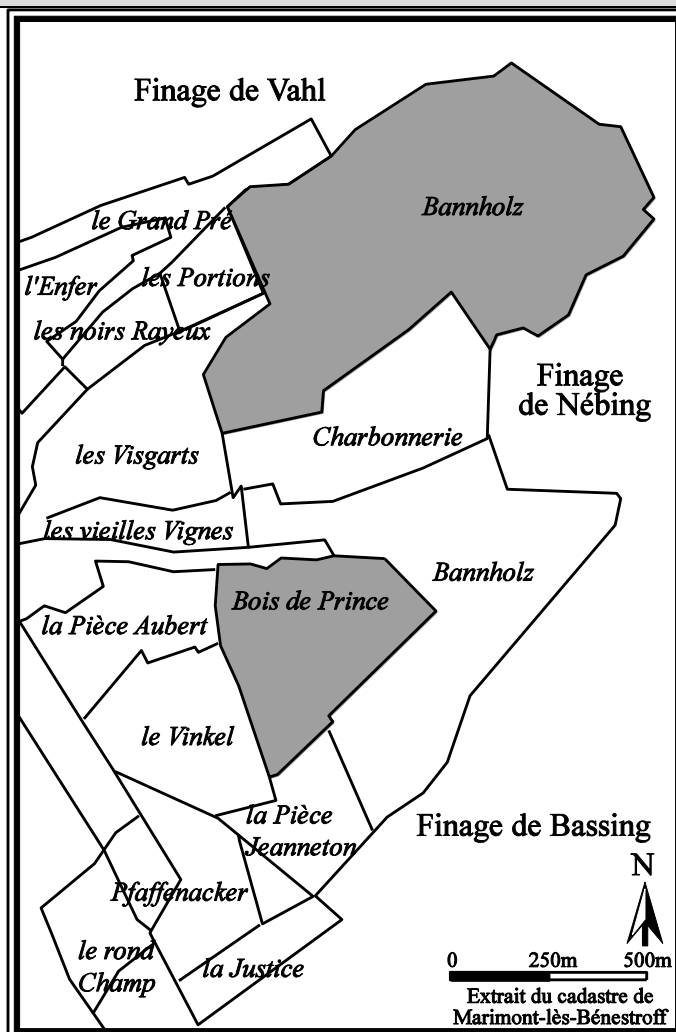 Finage de Vahl
Bannholz
le Grand Pré
l'Enfer
les Portions
les noirs Rayeux
Finage
de Nébing
les Visgarts
Charbonnerie
les vieilles Vignes
Bannholz
Bois de Prince
la Pièce Aubert
le Vinkel
la Pièce
Jeanneton
Finage de Bassing
N
Pfaffenacker
le rond
Champ
la Justice
0 250m 500m
Extrait du cadastre de
Marimont-lès-Bénestroff